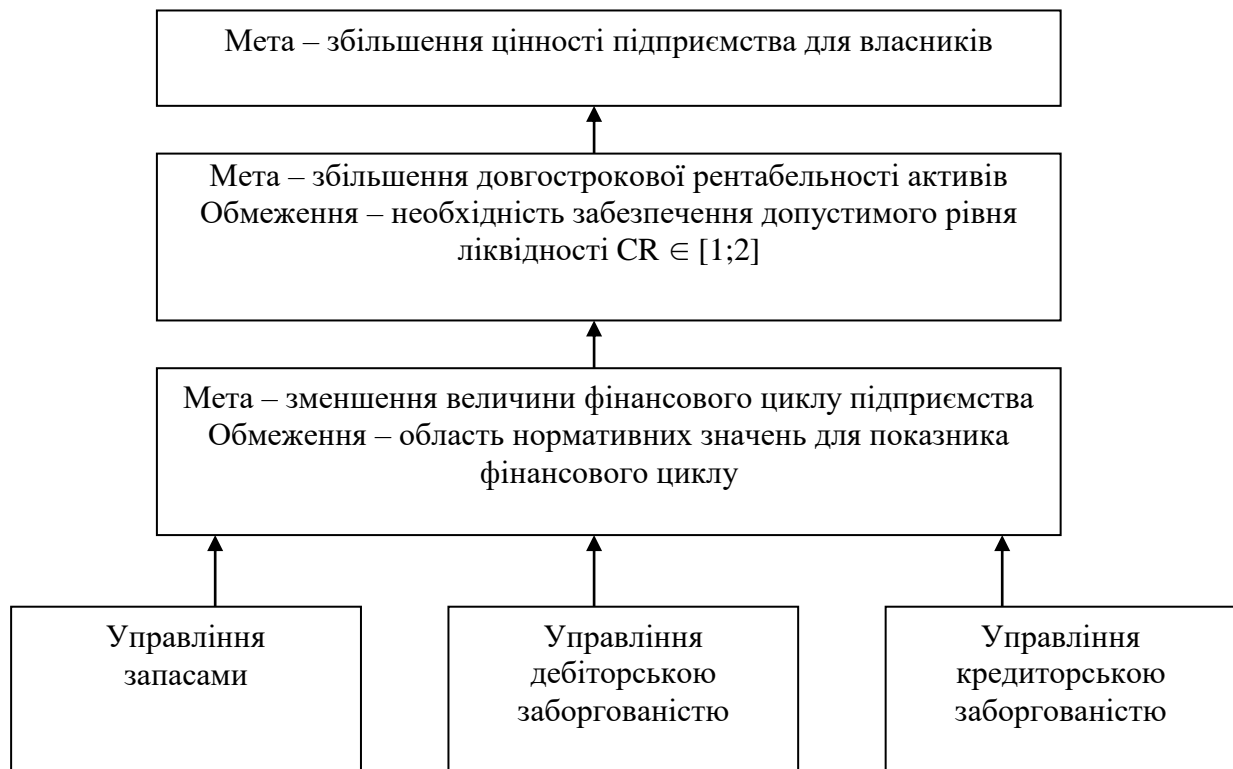 Мета – збільшення цінності підприємства для власників
Мета – збільшення довгострокової рентабельності активів
Обмеження – необхідність забезпечення допустимого рівня
ліквідності CR ∈ [1;2]
Мета – зменшення величини фінансового циклу підприємства
Обмеження – область нормативних значень для показника
фінансового циклу
Управління
запасами
Управління
дебіторською
заборгованістю
Управління
кредиторською
заборгованістю